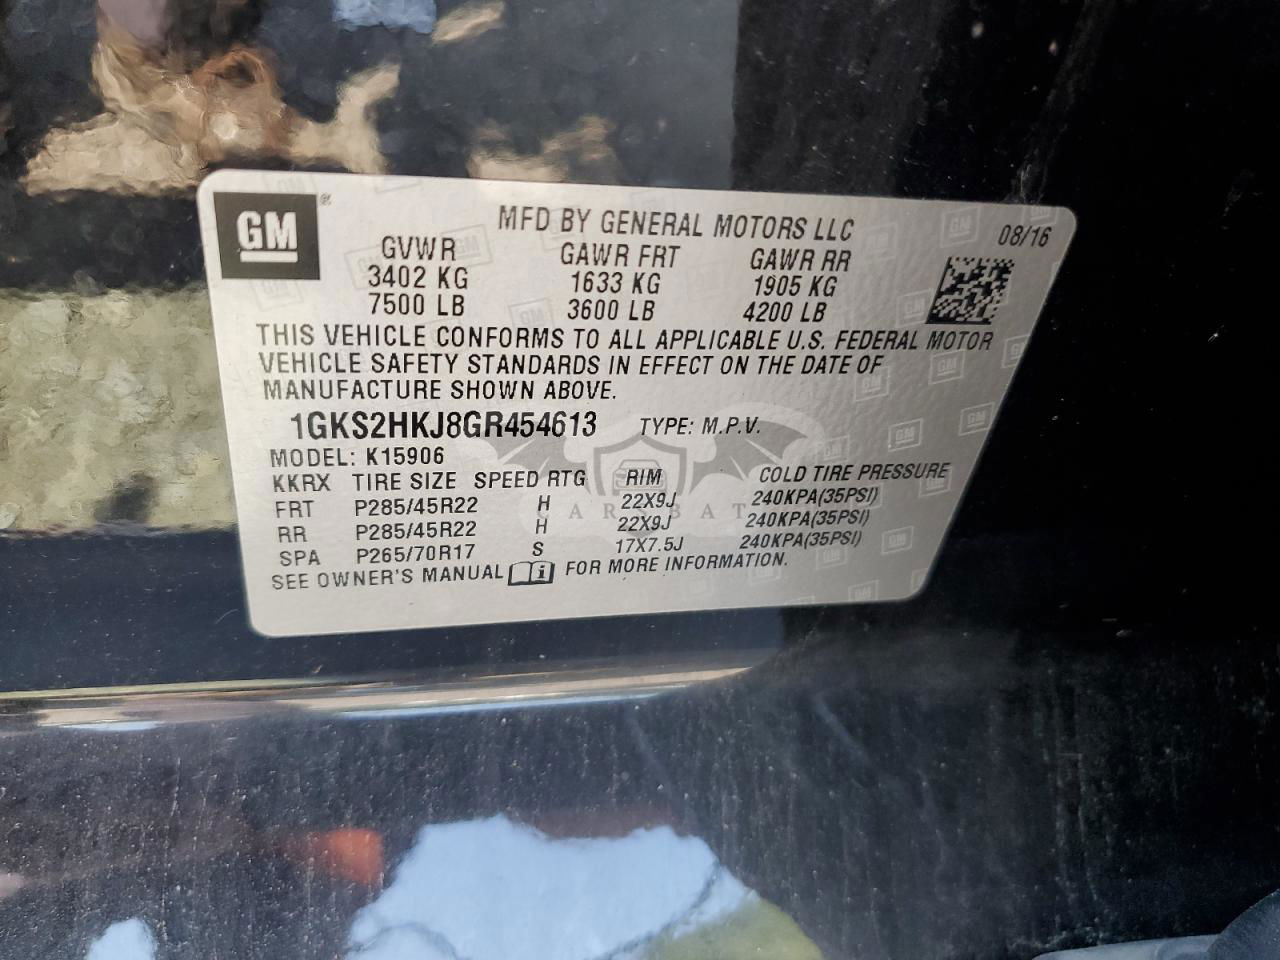 GM ®
MFD BY GENERAL MOTORS LLC 08/16
GVWR GAWR FRT GAWR RR
3402 KG 1633 KG 1905 KG
7500 LB 3600 LB 4200 LB
THIS VEHICLE CONFORMS TO ALL APPLICABLE U.S. FEDERAL MOTOR
VEHICLE SAFETY STANDARDS IN EFFECT ON THE DATE OF
MANUFACTURE SHOWN ABOVE.
1GKS2HKJ8GR454613 TYPE: M.P.V.
MODEL: K15906
KKRX TIRE SIZE SPEED RTG RIM COLD TIRE PRESSURE
FRT P285/45R22 H 22X9J 240KPA(35PSI)
RR P285/45R22 H 22X9J 240KPA(35PSI)
SPA P265/70R17 S 17X7.5J 240KPA(35PSI)
SEE OWNER'S MANUAL i FOR MORE INFORMATION.